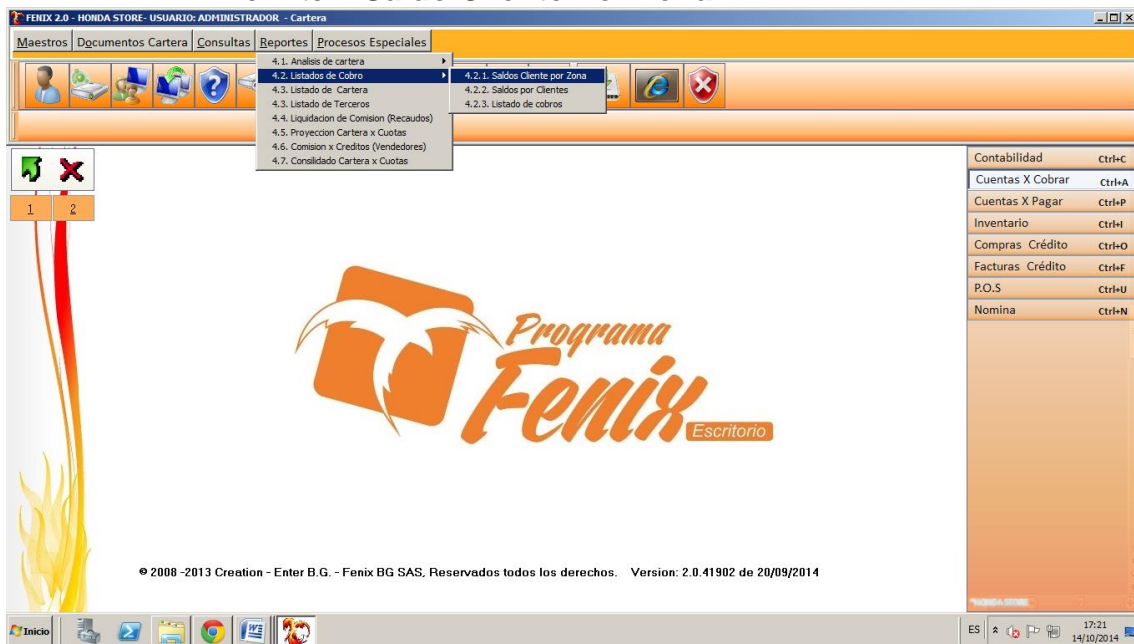 FENIX 2.0 - HONDA STORE- USUARIO: ADMINISTRADOR - Cartera
Maestros Documentos Cartera Consultas Reportes Procesos Especiales
4.1. Analisis de cartera
4.2. Listados de Cobro
4.3. Listado de Cartera
4.3. Listado de Terceros
4.4. Liquidacion de Comision (Recaudos)
4.5. Proyeccion Cartera x Cuotas
4.6. Comision x Creditos (Vendedores)
4.7. Consilidado Cartera x Cuotas
4.2.1. Saldos Cliente por Zona
4.2.2. Saldos por Clientes
4.2.3. Listado de cobros
1 2
Contabilidad Ctrl+C
Cuentas X Cobrar Ctrl+A
Cuentas X Pagar Ctrl+P
Inventario Ctrl+I
Compras Crédito Ctrl+O
Facturas Crédito Ctrl+F
P.O.S Ctrl+U
Nomina Ctrl+N
Programa
Fenix
Escritorio
© 2008 -2013 Creation - Enter B.G. - Fenix BG SAS, Reservados todos los derechos. Version: 2.0.41902 de 20/09/2014
Inicio
ES
17:21
14/10/2014